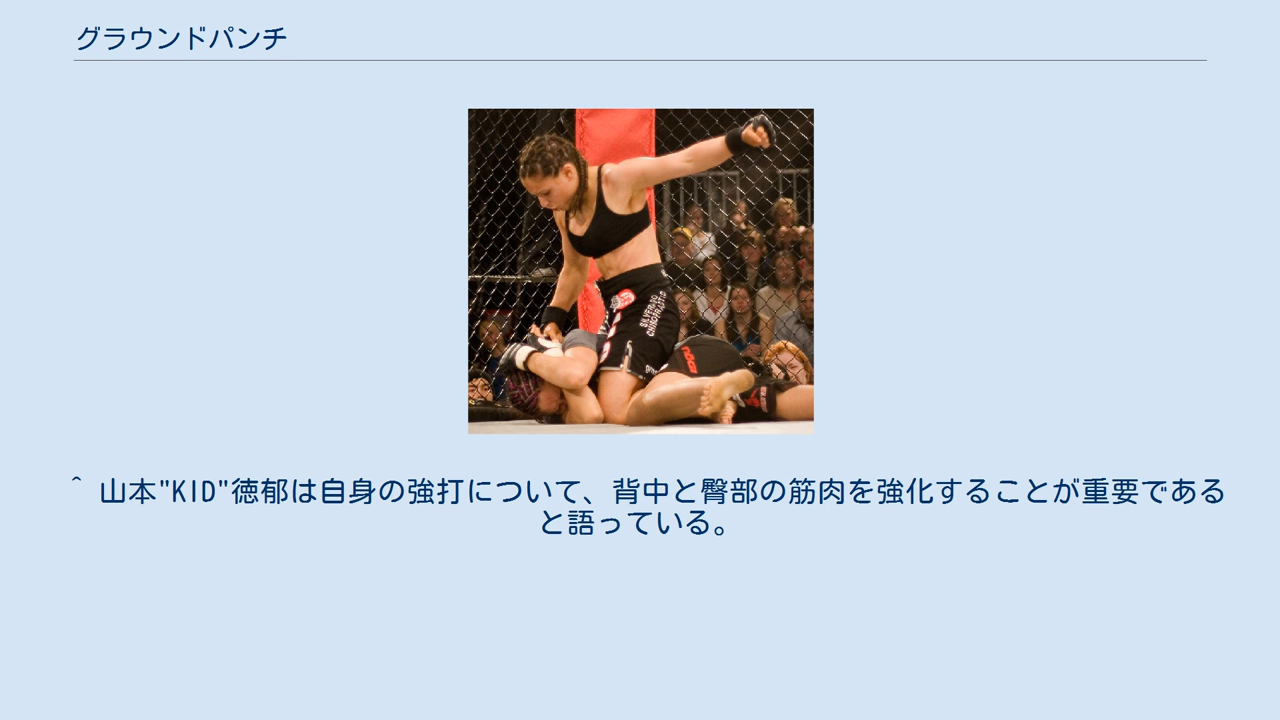 グラウンドパンチ
SILVERADO
CHIROPRACTIC
^ 山本"KID"徳郁は自身の強打について、背中と臀部の筋肉を強化することが重要である
と語っている。